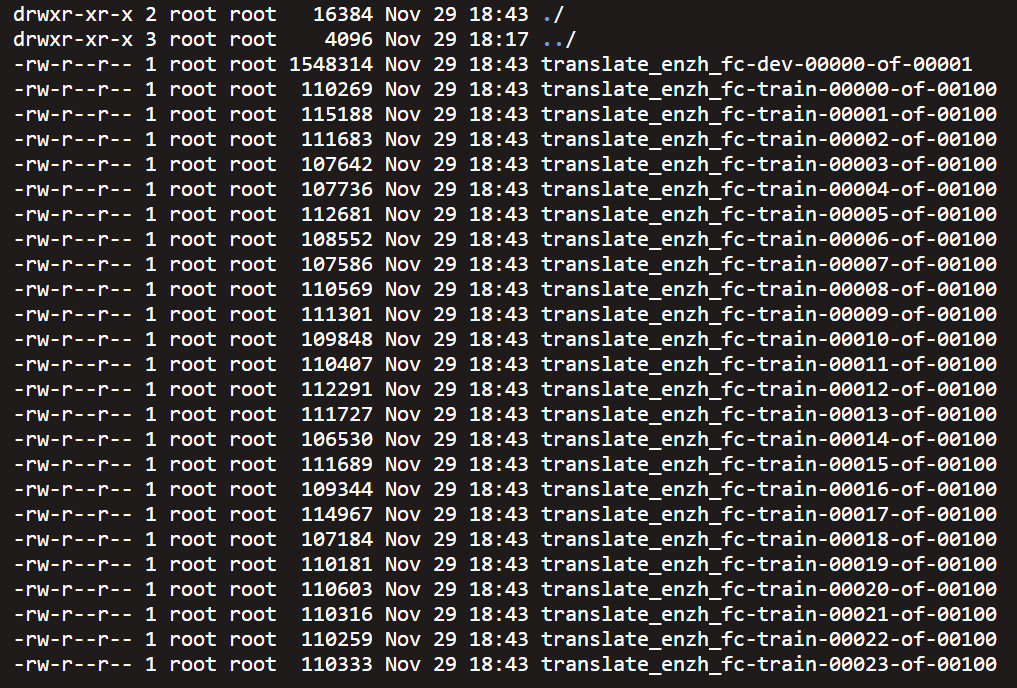 drwxr-xr-x 2 root root   16384 Nov 29 18:43 ./
drwxr-xr-x 3 root root    4096 Nov 29 18:17 ../
-rw-r--r-- 1 root root 1548314 Nov 29 18:43 translate_enzh_fc-dev-00000-of-00001
-rw-r--r-- 1 root root  110269 Nov 29 18:43 translate_enzh_fc-train-00000-of-00100
-rw-r--r-- 1 root root  115188 Nov 29 18:43 translate_enzh_fc-train-00001-of-00100
-rw-r--r-- 1 root root  111683 Nov 29 18:43 translate_enzh_fc-train-00002-of-00100
-rw-r--r-- 1 root root  107642 Nov 29 18:43 translate_enzh_fc-train-00003-of-00100
-rw-r--r-- 1 root root  107736 Nov 29 18:43 translate_enzh_fc-train-00004-of-00100
-rw-r--r-- 1 root root  112681 Nov 29 18:43 translate_enzh_fc-train-00005-of-00100
-rw-r--r-- 1 root root  108552 Nov 29 18:43 translate_enzh_fc-train-00006-of-00100
-rw-r--r-- 1 root root  107586 Nov 29 18:43 translate_enzh_fc-train-00007-of-00100
-rw-r--r-- 1 root root  110569 Nov 29 18:43 translate_enzh_fc-train-00008-of-00100
-rw-r--r-- 1 root root  111301 Nov 29 18:43 translate_enzh_fc-train-00009-of-00100
-rw-r--r-- 1 root root  109848 Nov 29 18:43 translate_enzh_fc-train-00010-of-00100
-rw-r--r-- 1 root root  110407 Nov 29 18:43 translate_enzh_fc-train-00011-of-00100
-rw-r--r-- 1 root root  112291 Nov 29 18:43 translate_enzh_fc-train-00012-of-00100
-rw-r--r-- 1 root root  111727 Nov 29 18:43 translate_enzh_fc-train-00013-of-00100
-rw-r--r-- 1 root root  106530 Nov 29 18:43 translate_enzh_fc-train-00014-of-00100
-rw-r--r-- 1 root root  111689 Nov 29 18:43 translate_enzh_fc-train-00015-of-00100
-rw-r--r-- 1 root root  109344 Nov 29 18:43 translate_enzh_fc-train-00016-of-00100
-rw-r--r-- 1 root root  114967 Nov 29 18:43 translate_enzh_fc-train-00017-of-00100
-rw-r--r-- 1 root root  107184 Nov 29 18:43 translate_enzh_fc-train-00018-of-00100
-rw-r--r-- 1 root root  110181 Nov 29 18:43 translate_enzh_fc-train-00019-of-00100
-rw-r--r-- 1 root root  110603 Nov 29 18:43 translate_enzh_fc-train-00020-of-00100
-rw-r--r-- 1 root root  110316 Nov 29 18:43 translate_enzh_fc-train-00021-of-00100
-rw-r--r-- 1 root root  110259 Nov 29 18:43 translate_enzh_fc-train-00022-of-00100
-rw-r--r-- 1 root root  110333 Nov 29 18:43 translate_enzh_fc-train-00023-of-00100